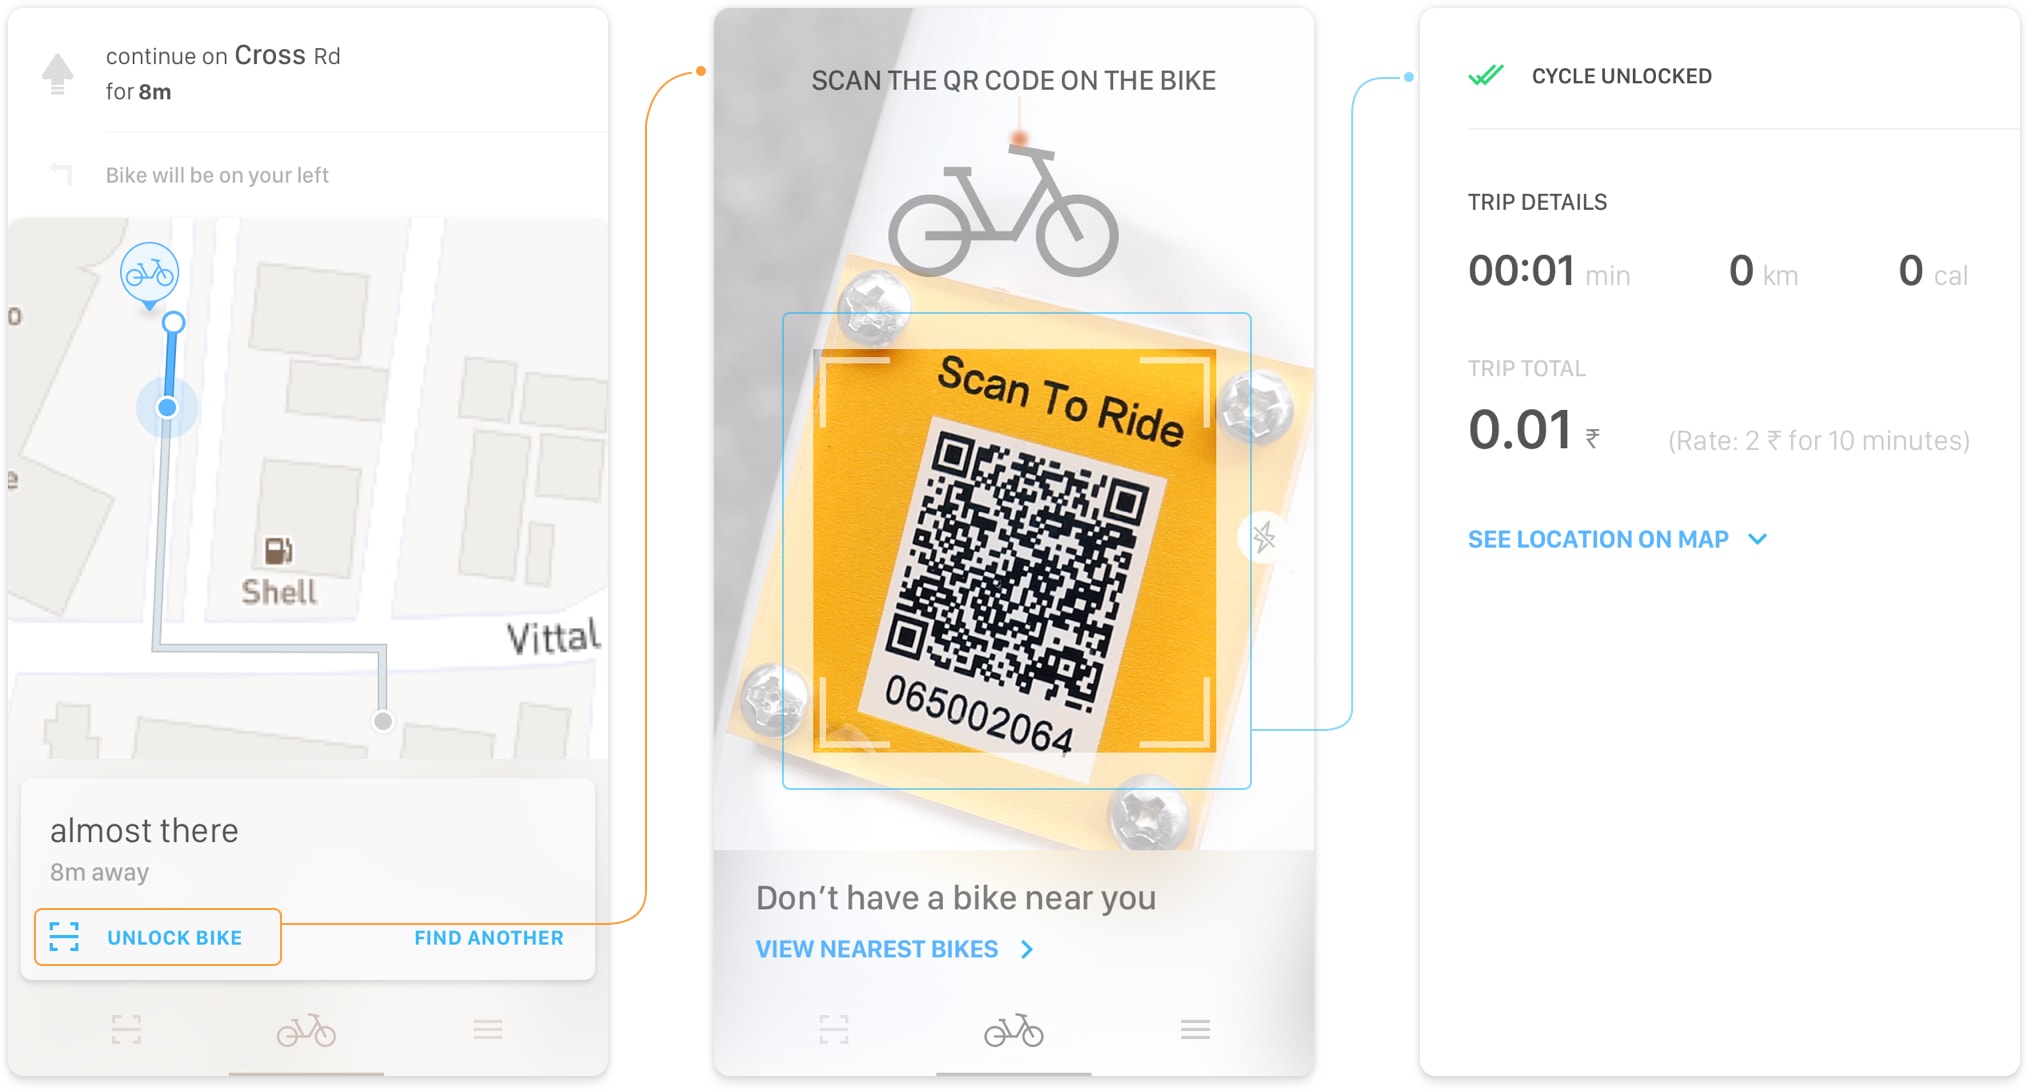 continue on Cross Rd
for 8m
Bike will be on your left
o
e
Shell
Vittal
almost there
8m away
UNLOCK BIKE
FIND ANOTHER
SCAN THE QR CODE ON THE BIKE
Scan To Ride
065002064
Don't have a bike near you
VIEW NEAREST BIKES
CYCLE UNLOCKED
TRIP DETAILS
00:01 min 0 km 0 cal
TRIP TOTAL
0.01 ₹ (Rate: 2 ₹ for 10 minutes)
SEE LOCATION ON MAP